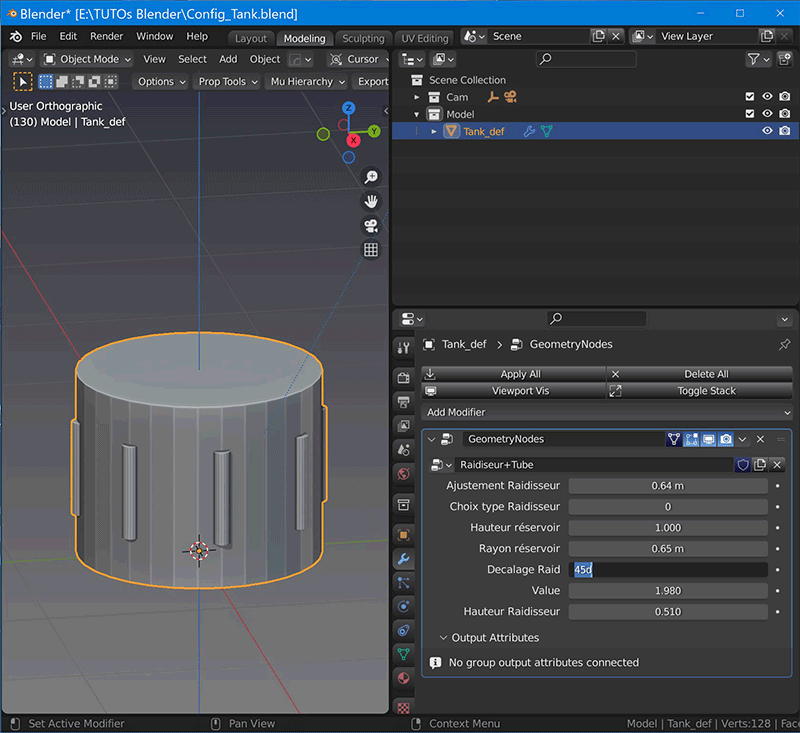 Blender* [E:\TUTOs Blender\Config_Tank.blend]
File Edit Render Window Help Layout Modeling Sculpting UV Editing Scene View Layer
Object Mode View Select Add Object Cursor
Options Prop Tools Mu Hierarchy Export
User Orthographic
(130) Model | Tank_def
Z
Y
X
Scene Collection
Cam
Model
Tank_def
Tank_def > GeometryNodes
Apply All Delete All
Viewport Vis Toggle Stack
Add Modifier
GeometryNodes
Raidiseur+Tube
Ajustement Raidisseur 0.64 m
Choix type Raidisseur 0
Hauteur réservoir 1.000
Rayon réservoir 0.65 m
Decalage Raid 45d
Value 1.980
Hauteur Raidisseur 0.510
Output Attributes
No group output attributes connected
Set Active Modifier Pan View Context Menu Model | Tank_def | Verts:128 | Face